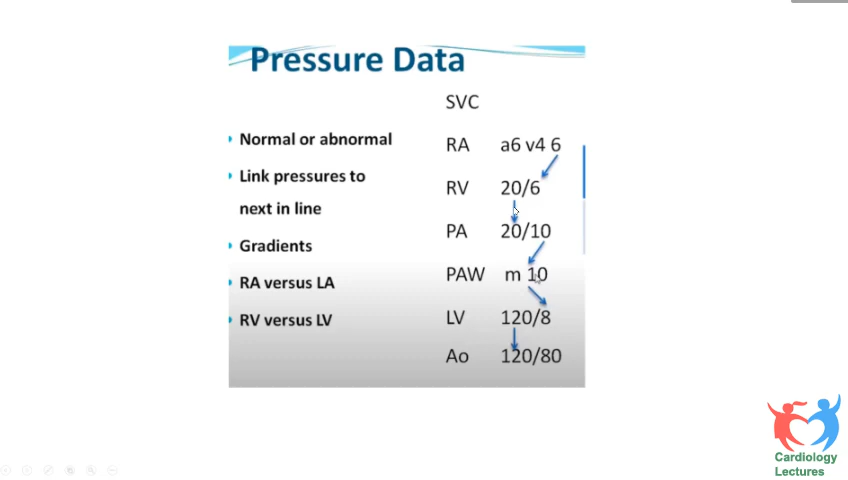 Pressure Data
Normal or abnormal
Link pressures to
next in line
Gradients
RA versus LA
RV versus LV
SVC
RA a6 v4 6
RV 20/6
PA 20/10
PAW m 10
LV 120/8
Ao 120/80
Cardiology
Lectures